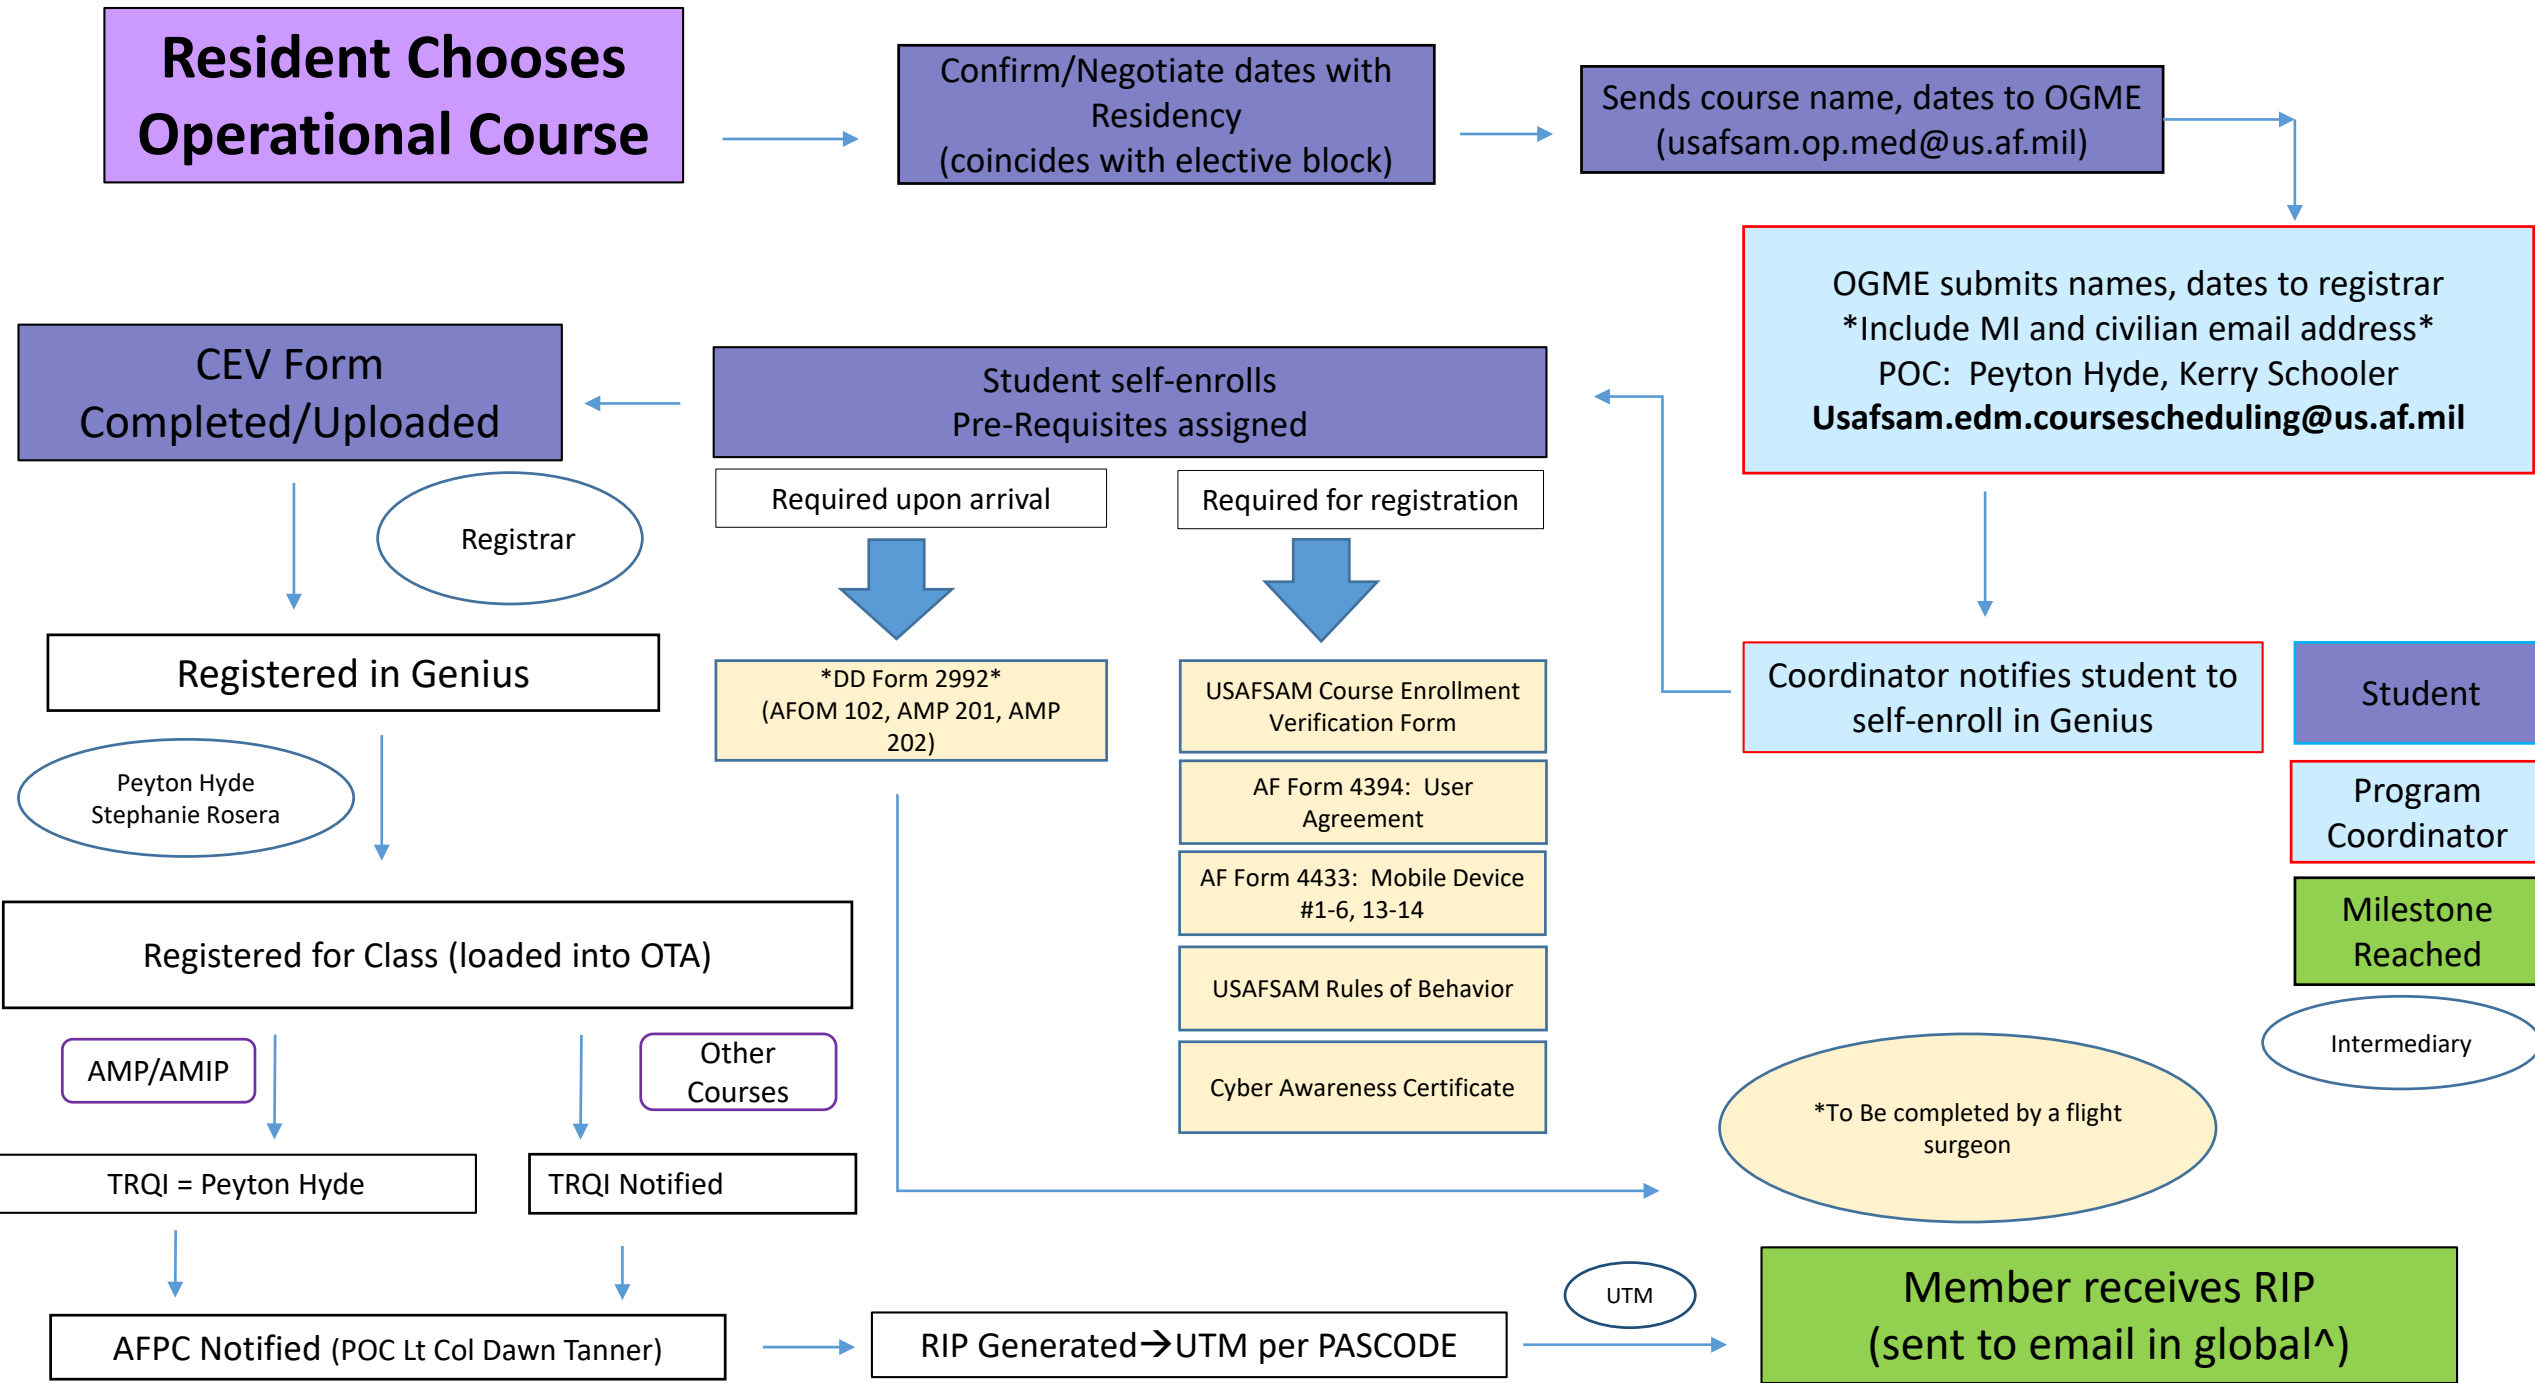 Resident Chooses
Operational Course
Confirm/Negotiate dates with
Residency
(coincides with elective block)
Sends course name, dates to OGME
(usafsam.op.med@us.af.mil)
OGME submits names, dates to registrar
*Include MI and civilian email address*
POC:  Peyton Hyde, Kerry Schooler
Usafsam.edm.coursescheduling@us.af.mil
CEV Form
Completed/Uploaded
Student self-enrolls
Pre-Requisites assigned
Required upon arrival
Required for registration
Registrar
Registered in Genius
*DD Form 2992*
(AFOM 102, AMP 201, AMP
202)
USAFSAM Course Enrollment
Verification Form
AF Form 4394:  User
Agreement
AF Form 4433:  Mobile Device
#1-6, 13-14
USAFSAM Rules of Behavior
Cyber Awareness Certificate
Coordinator notifies student to
self-enroll in Genius
Student
Program
Coordinator
Milestone
Reached
Intermediary
Peyton Hyde
Stephanie Rosera
Registered for Class (loaded into OTA)
AMP/AMIP
Other
Courses
*To Be completed by a flight
surgeon
TRQI = Peyton Hyde
TRQI Notified
AFPC Notified (POC Lt Col Dawn Tanner)
RIP Generated→UTM per PASCODE
UTM
Member receives RIP
(sent to email in global^)